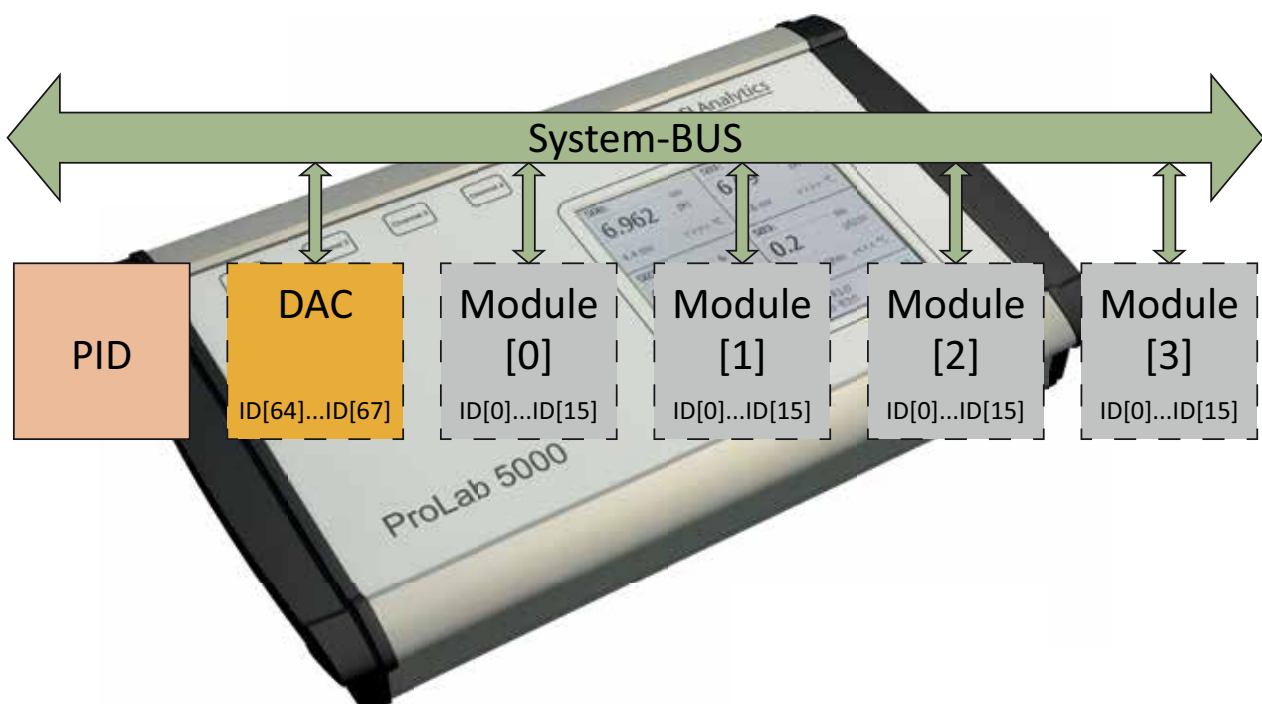 Analytics
System-BUS
PID
DAC
ID[64]...ID[67]
Module
[0]
ID[0]...ID[15]
Module
[1]
ID[0]...ID[15]
Module
[2]
ID[0]...ID[15]
Module
[3]
ID[0]...ID[15]
6.962
0.2
ProLab 5000